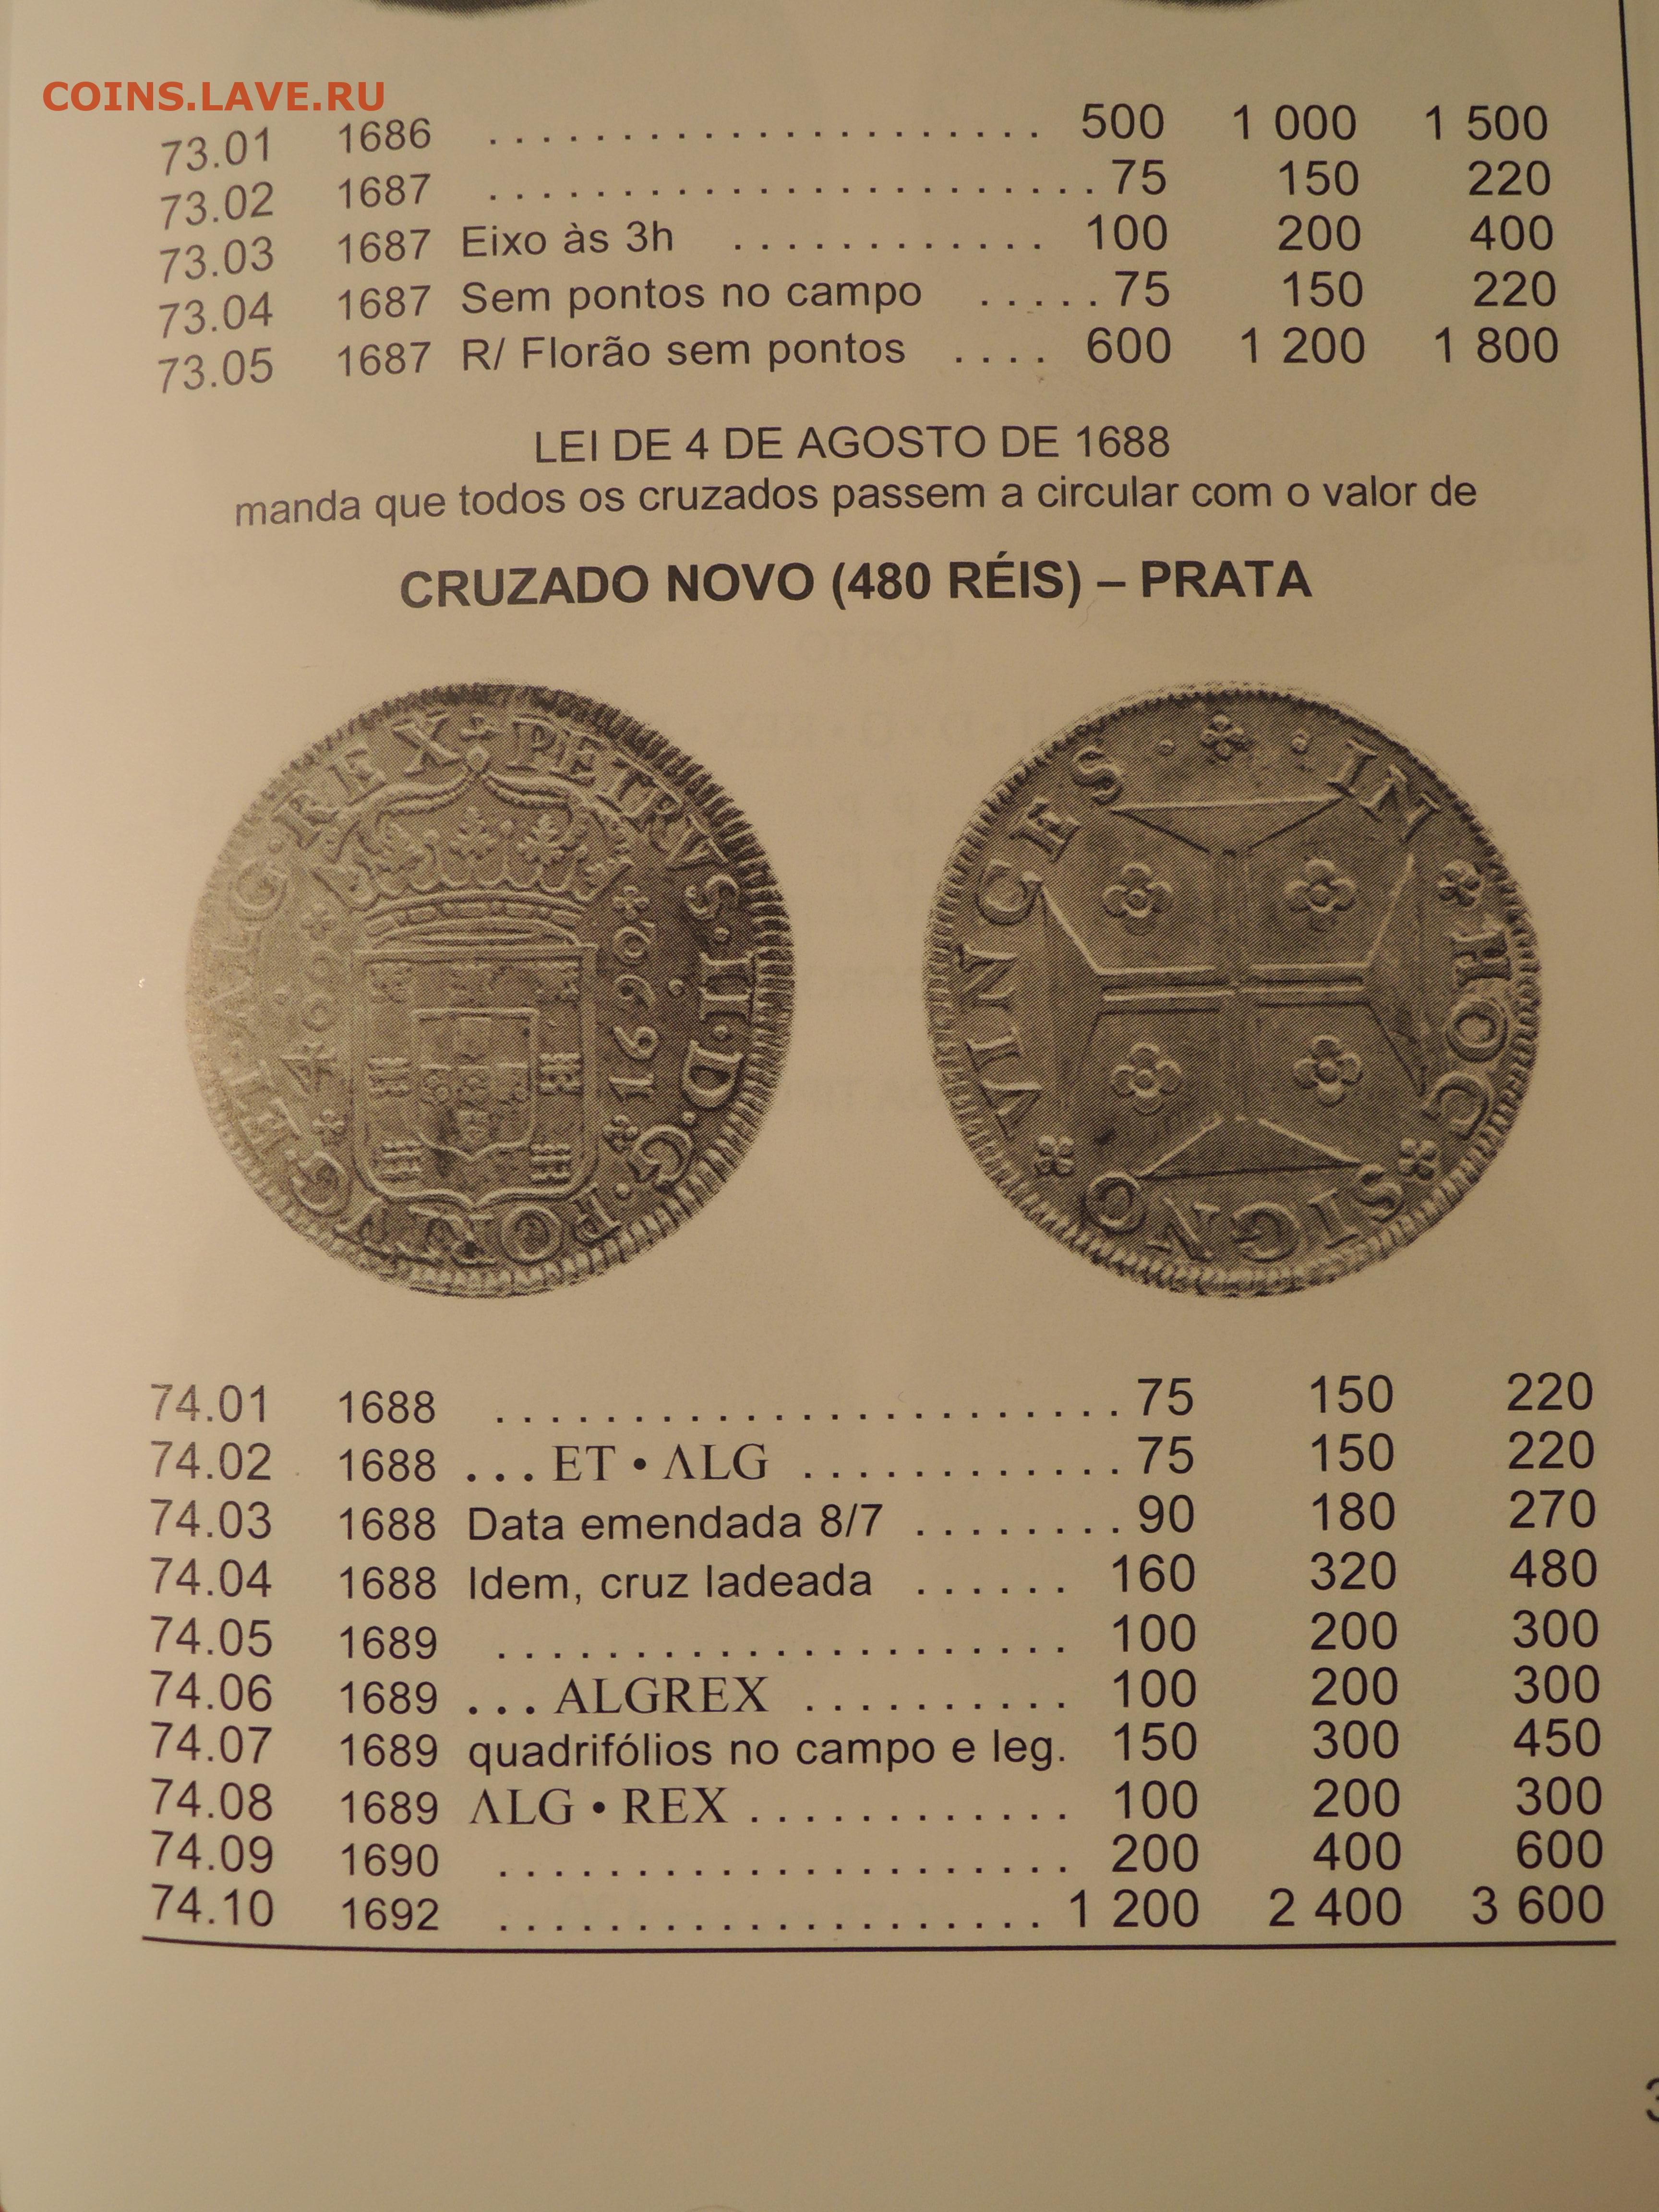 COINS.LAVE.RU
73.01 1686 ..................... 500 1 000 1 500
73.02 1687 ....................... 75 150 220
73.03 1687 Eixo às 3h ............ 100 200 400
73.04 1687 Sem pontos no campo ..... 75 150 220
73.05 1687 R/ Florão sem pontos .... 600 1 200 1 800
LEI DE 4 DE AGOSTO DE 1688
manda que todos os cruzados passem a circular com o valor de
CRUZADO NOVO (480 RÉIS) – PRATA
PETRVS·II·D·G·PORTVG·ET·ALG·REX
400
1690
IN HOC SIGNO VINCES
74.01 1688 ....................... 75 150 220
74.02 1688 ... ET • ΛLG ............ 75 150 220
74.03 1688 Data emendada 8/7 ........ 90 180 270
74.04 1688 Idem, cruz ladeada ...... 160 320 480
74.05 1689 ..................... 100 200 300
74.06 1689 ... ALGREX .......... 100 200 300
74.07 1689 quadrifólios no campo e leg. 150 300 450
74.08 1689 ΛLG • REX ............ 100 200 300
74.09 1690 ..................... 200 400 600
74.10 1692 .................... 1 200 2 400 3 600